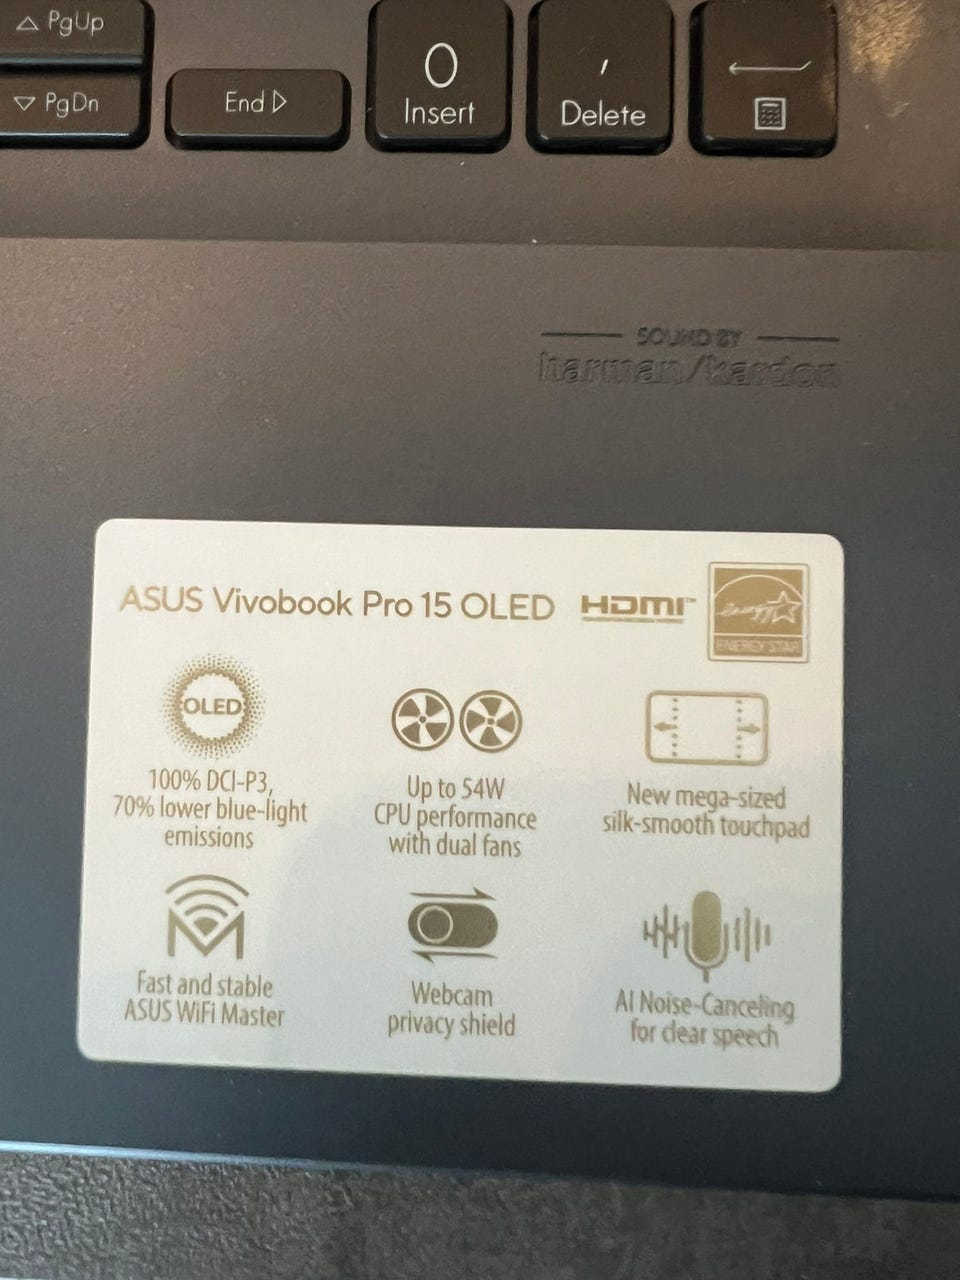 PgUp
PgDn
End
0
Insert
,
Delete
SOUND BY
harman/kardon
ASUS Vivobook Pro 15 OLED
HDMI™
energy
ENERGY STAR
OLED
100% DCI-P3,
70% lower blue-light
emissions
Up to 54W
CPU performance
with dual fans
New mega-sized
silk-smooth touchpad
Fast and stable
ASUS WiFi Master
Webcam
privacy shield
AI Noise-Canceling
for clear speech